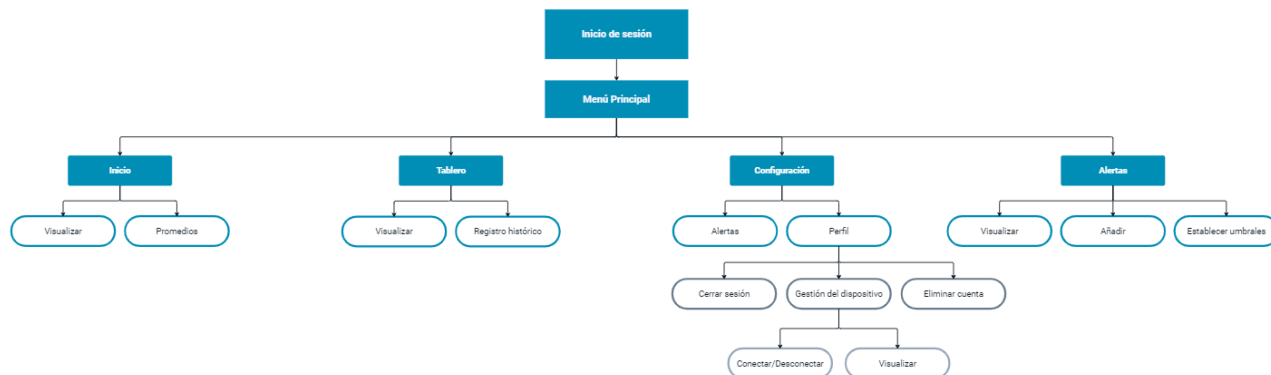 Inicio de sesión
Menú Principal
Inicio
Tablero
Configuración
Alertas
Visualizar
Promedios
Visualizar
Registro histórico
Alertas
Perfil
Visualizar
Añadir
Establecer umbrales
Cerrar sesión
Gestión del dispositivo
Eliminar cuenta
Conectar/Desconectar
Visualizar